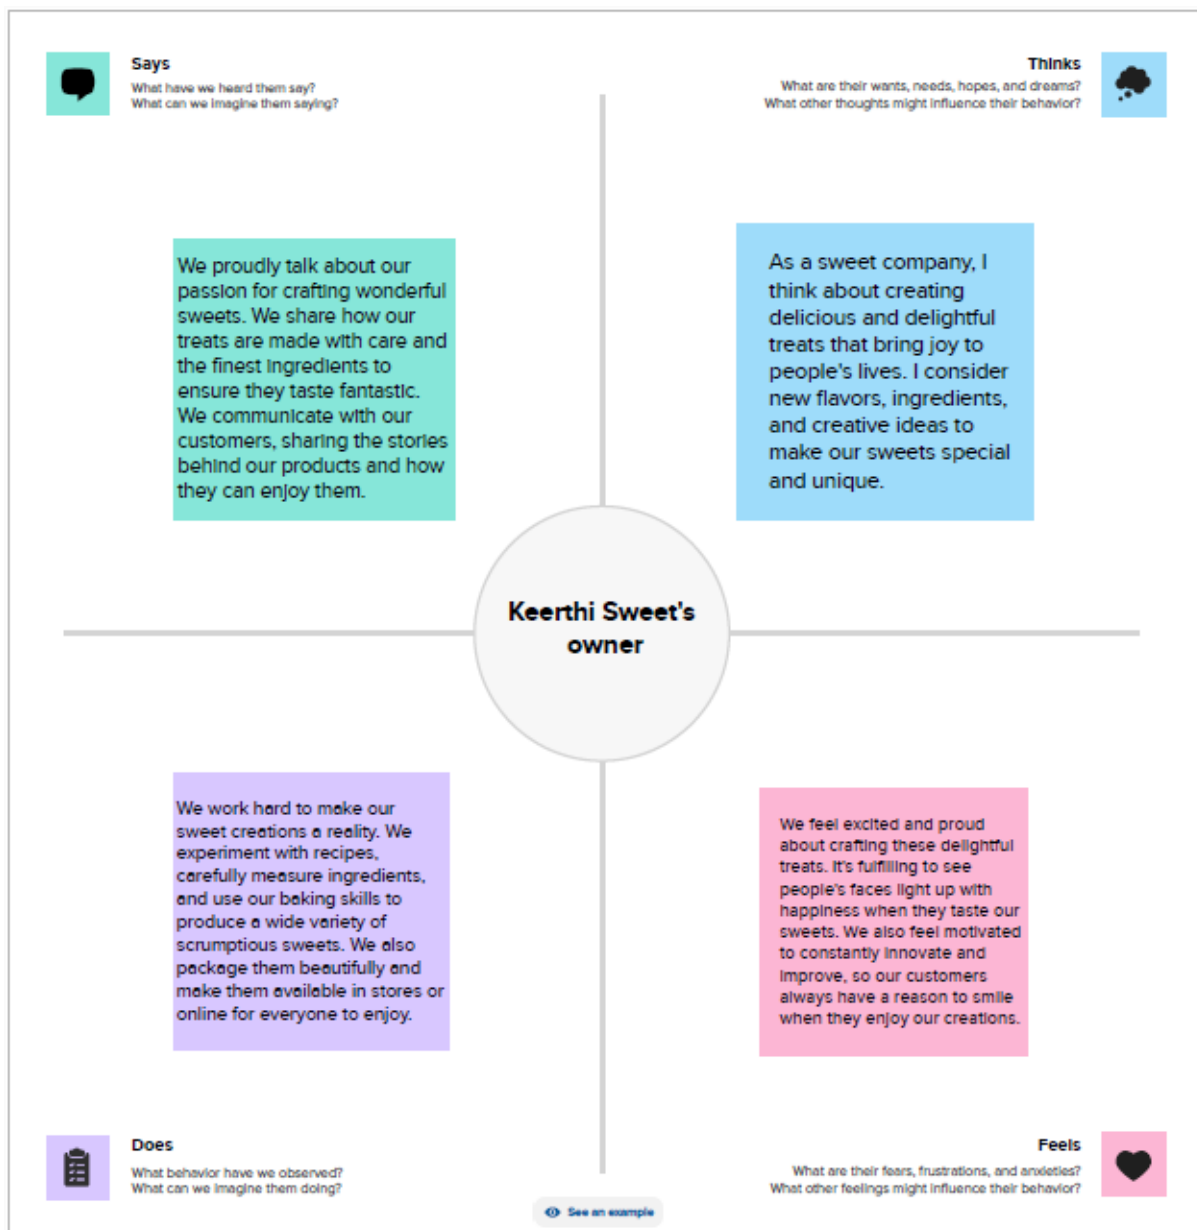 Says
What have we heard them say?
What can we imagine them saying?
Thinks
What are their wants, needs, hopes, and dreams?
What other thoughts might influence their behavior?
We proudly talk about our
passion for crafting wonderful
sweets. We share how our
treats are made with care and
the finest ingredients to
ensure they taste fantastic.
We communicate with our
customers, sharing the stories
behind our products and how
they can enjoy them.
As a sweet company, I
think about creating
delicious and delightful
treats that bring joy to
people's lives. I consider
new flavors, ingredients,
and creative ideas to
make our sweets special
and unique.
Keerthi Sweet's
owner
We work hard to make our
sweet creations a reality. We
experiment with recipes,
carefully measure ingredients,
and use our baking skills to
produce a wide variety of
scrumptious sweets. We also
package them beautifully and
make them available in stores or
online for everyone to enjoy.
We feel excited and proud
about crafting these delightful
treats. It's fulfilling to see
people's faces light up with
happiness when they taste our
sweets. We also feel motivated
to constantly innovate and
improve, so our customers
always have a reason to smile
when they enjoy our creations.
Does
What behavior have we observed?
What can we imagine them doing?
Feels
What are their fears, frustrations, and anxieties?
What other feelings might influence their behavior?
See an example